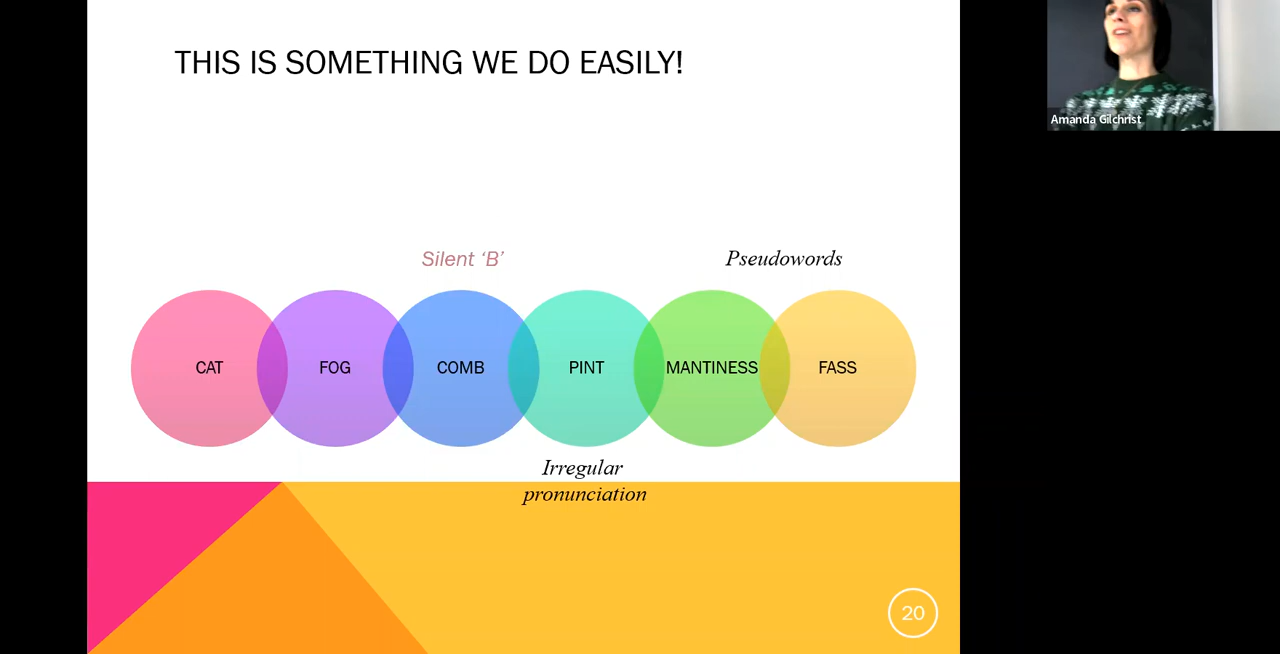 THIS IS SOMETHING WE DO EASILY!
Amanda Gilchrist
Silent ‘B’
Pseudowords
CAT
FOG
COMB
PINT
MANTINESS
FASS
Irregular
pronunciation
20